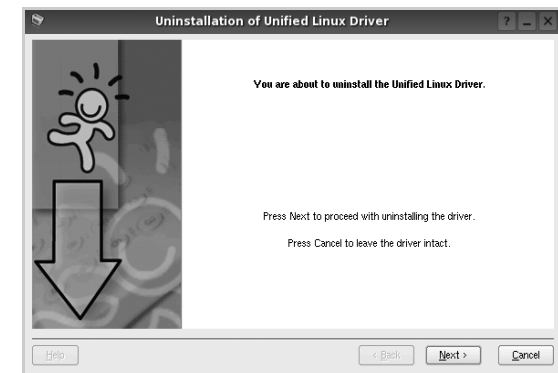 Uninstallation of Unified Linux Driver
You are about to uninstall the Unified Linux Driver.
Press Next to proceed with uninstalling the driver.
Press Cancel to leave the driver intact.
Help
< Back
Next >
Cancel